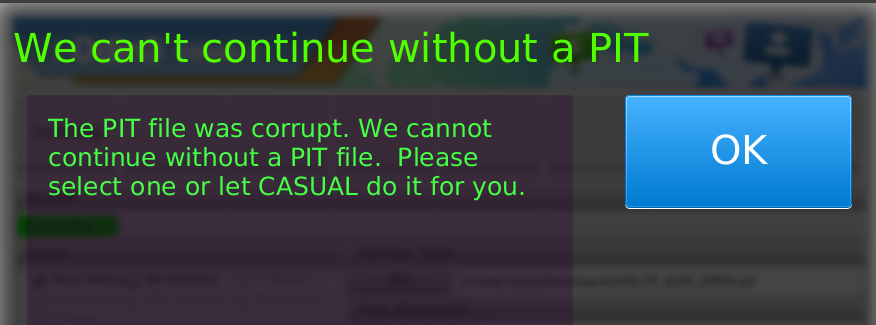 We can't continue without a PIT
The PIT file was corrupt. We cannot
continue without a PIT file.  Please
select one or let CASUAL do it for you.
OK